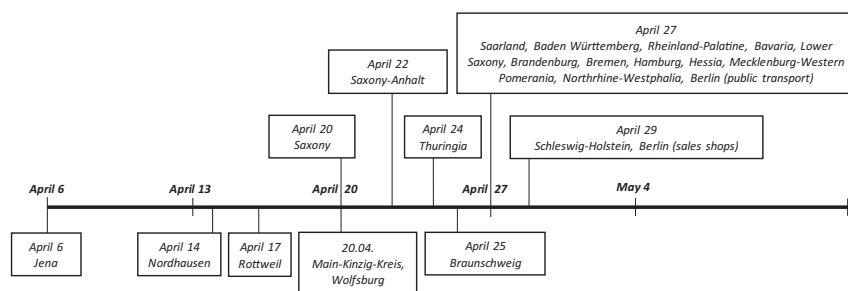 April 27
Saarland, Baden Württemberg, Rheinland-Palatine, Bavaria, Lower
Saxony, Brandenburg, Bremen, Hamburg, Hessia, Mecklenburg-Western
Pomerania, Northrhine-Westphalia, Berlin (public transport)
April 22
Saxony-Anhalt
April 20
Saxony
April 24
Thuringia
April 29
Schleswig-Holstein, Berlin (sales shops)
April 6
April 13
April 20
April 27
May 4
April 6
Jena
April 14
Nordhausen
April 17
Rottweil
20.04.
Main-Kinzig-Kreis,
Wolfsburg
April 25
Braunschweig